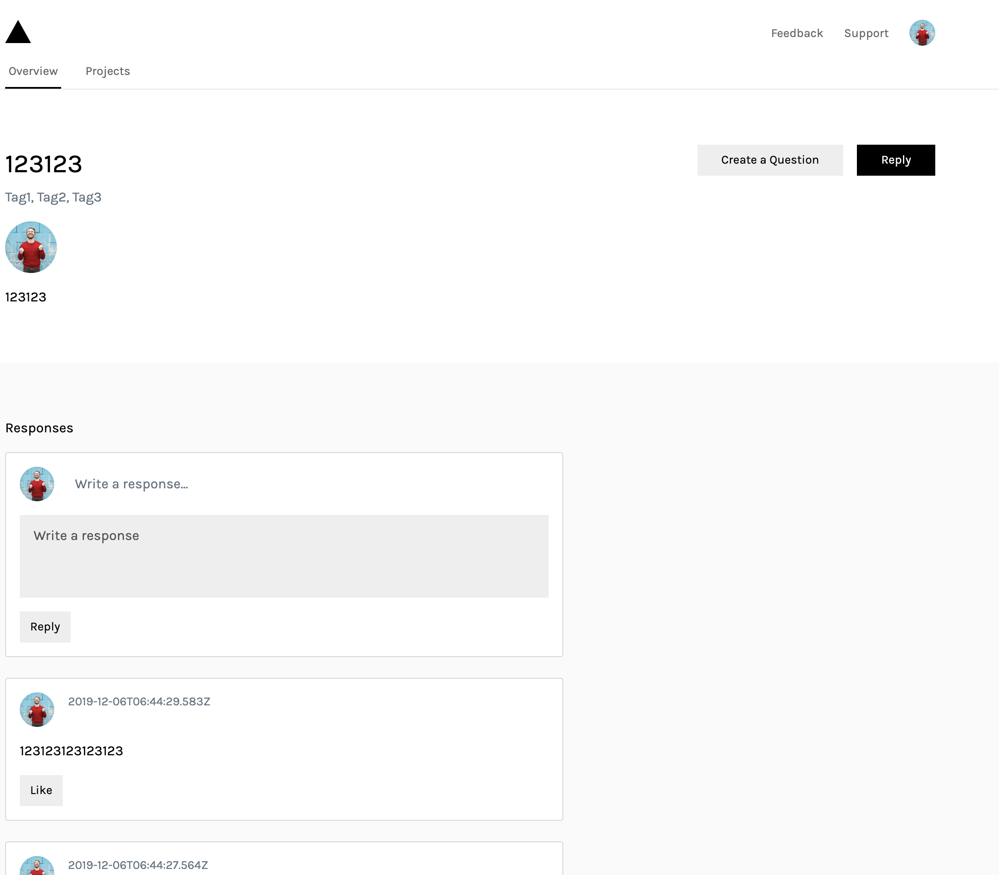 Feedback Support
Overview Projects
123123
Create a Question Reply
Tag1, Tag2, Tag3
123123
Responses
Write a response...
Write a response
Reply
2019-12-06T06:44:29.583Z
123123123123123
Like
2019-12-06T06:44:27.564Z